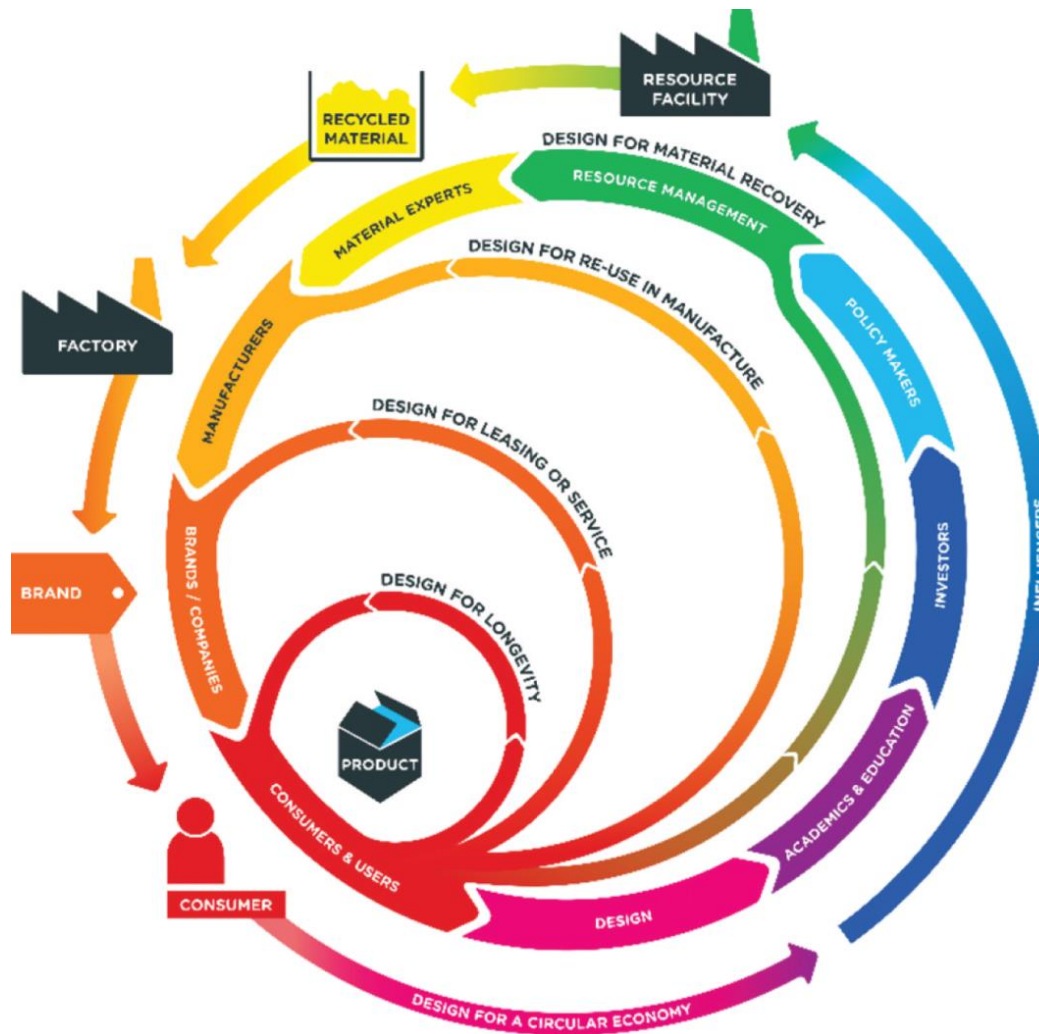 RESOURCE
FACILITY
RECYCLED
MATERIAL
FACTORY
BRAND
CONSUMER
DESIGN FOR A CIRCULAR ECONOMY
INFLUENCERS
DESIGN FOR MATERIAL RECOVERY
RESOURCE MANAGEMENT
MATERIAL EXPERTS
MANUFACTURERS
BRANDS / COMPANIES
CONSUMERS & USERS
DESIGN
ACADEMICS & EDUCATION
INVESTORS
POLICY MAKERS
DESIGN FOR RE-USE IN MANUFACTURE
DESIGN FOR LEASING OR SERVICE
DESIGN FOR LONGEVITY
PRODUCT